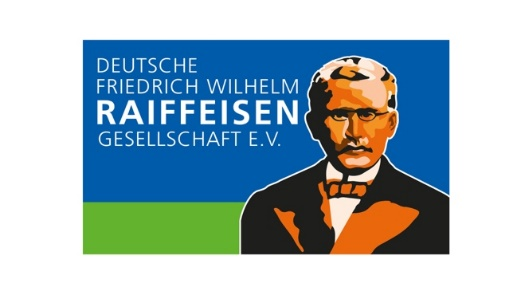 DEUTSCHE
FRIEDRICH WILHELM
RAIFFEISEN
GESELLSCHAFT E.V.